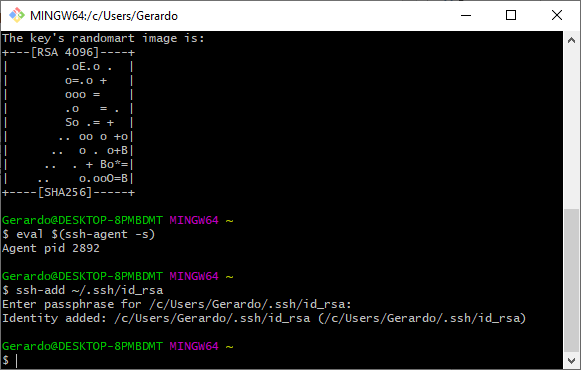 MINGW64:/c/Users/Gerardo
The key's randomart image is:
+---[RSA 4096]----+
|        .oE.o .  |
|        o=.o +   |
|        ooo =    |
|        .o   = . |
|        So .= +  |
|       .. oo o +o|
|      ..  o . o+B|
|     ..  . + Bo*=|
|    ..    o.ooO=B|
+----[SHA256]-----+
Gerardo@DESKTOP-8PMBDMT MINGW64 ~
$ eval $(ssh-agent -s)
Agent pid 2892
Gerardo@DESKTOP-8PMBDMT MINGW64 ~
$ ssh-add ~/.ssh/id_rsa
Enter passphrase for /c/Users/Gerardo/.ssh/id_rsa:
Identity added: /c/Users/Gerardo/.ssh/id_rsa (/c/Users/Gerardo/.ssh/id_rsa)
Gerardo@DESKTOP-8PMBDMT MINGW64 ~
$